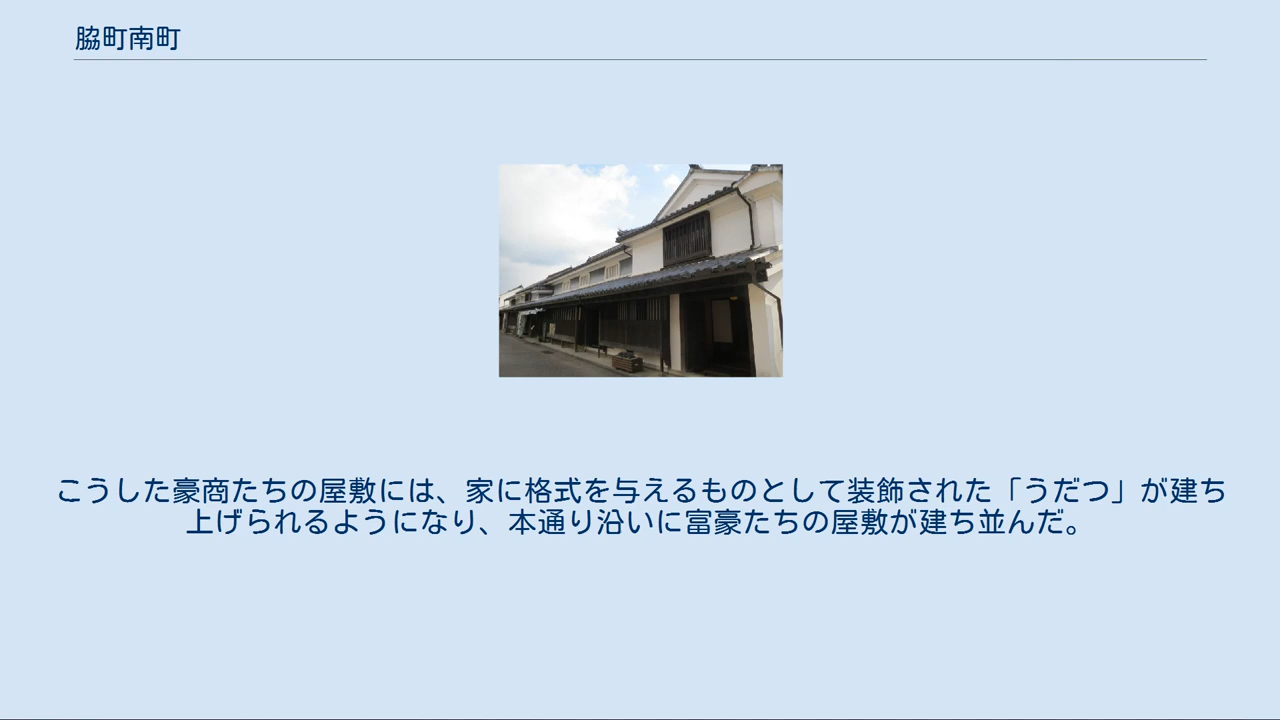 脇町南町
こうした豪商たちの屋敷には、家に格式を与えるものとして装飾された「うだつ」が建ち
上げられるようになり、本通り沿いに富豪たちの屋敷が建ち並んだ。